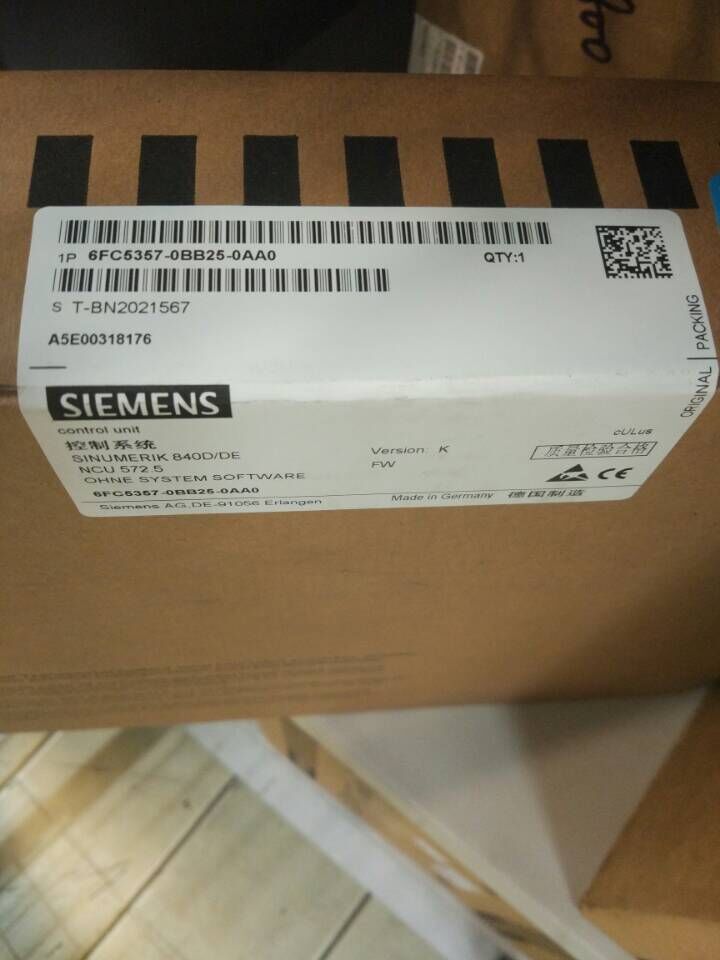 1P 6FC5357-0BB25-0AA0
QTY:1
S T-BN2021567
A5E00318176
ORIGINAL PACKING
SIEMENS
control unit
控制系统
SINUMERIK 840D/DE
NCU 572.5
OHNE SYSTEM SOFTWARE
6FC5357-0BB25-0AA0
Siemens AG,DE-91056 Erlangen
Version: K
FW
cULus
质量检验合格
CE
Made in Germany 德国制造